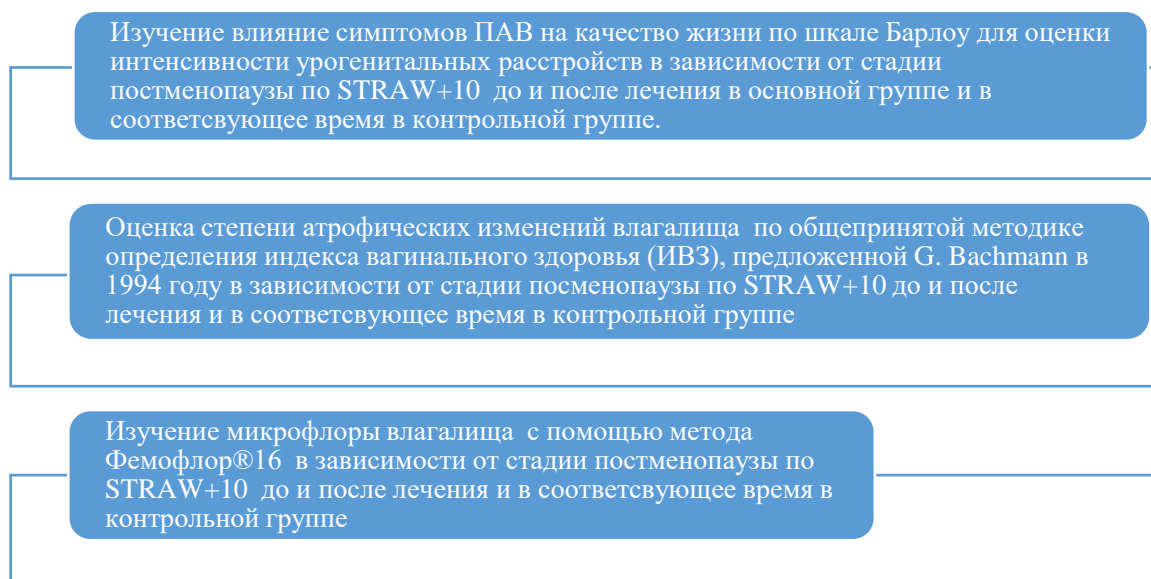 Изучение влияние симптомов ПАВ на качество жизни по шкале Барлоу для оценки
интенсивности урогенитальных расстройств в зависимости от стадии
постменопаузы по STRAW+10 до и после лечения в основной группе и в
соответсвующее время в контрольной группе.
Оценка степени атрофических изменений влагалища по общепринятой методике
определения индекса вагинального здоровья (ИВЗ), предложенной G. Bachmann в
1994 году в зависимости от стадии посменопаузы по STRAW+10 до и после
лечения и в соответсвующее время в контрольной группе
Изучение микрофлоры влагалища с помощью метода
Фемофлор®16 в зависимости от стадии постменопаузы по
STRAW+10 до и после лечения и в соответсвующее время в
контрольной группе